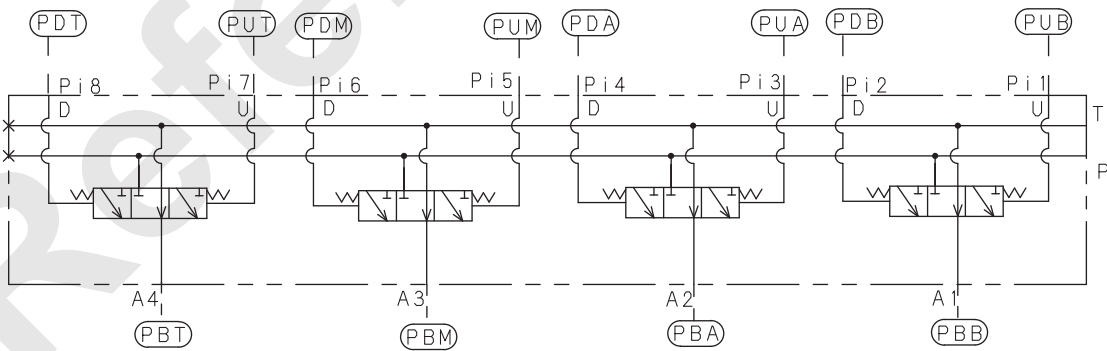 PDT PUT PDM PUM PDA PUA PDB PUB
Pi8 Pi7 Pi6 Pi5 Pi4 Pi3 Pi2 Pi1
D U D U D U D U
T
P
A4 A3 A2 A1
PBT PBM PBA PBB
Refe